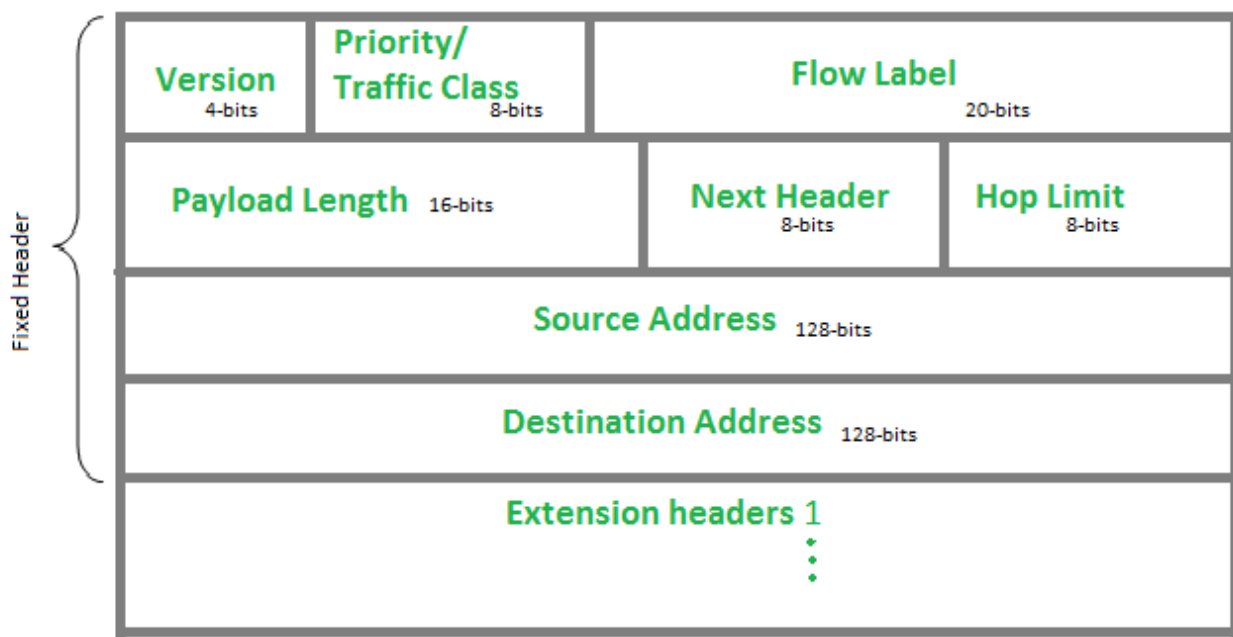 Priority/
Version Traffic Class Flow Label
4-bits 8-bits 20-bits
Payload Length 16-bits Next Header Hop Limit
8-bits 8-bits
Fixed Header
Source Address 128-bits
Destination Address 128-bits
Extension headers 1